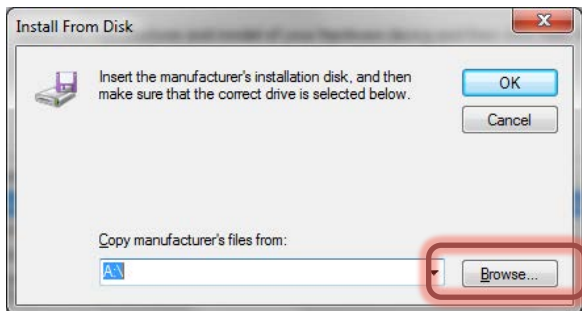 Install From Disk
Insert the manufacturer's installation disk, and then
make sure that the correct drive is selected below.
OK
Cancel
Copy manufacturer's files from:
A:\
Browse...